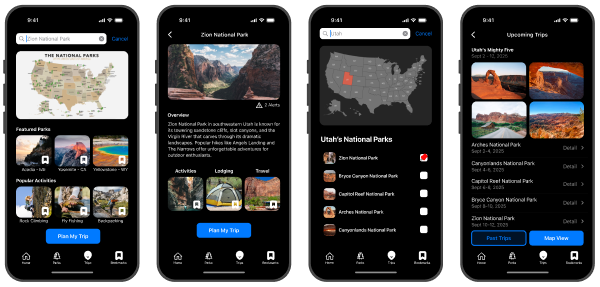 9:41
Zion National Park
Cancel
THE NATIONAL PARKS
Featured Parks
Acadia - ME
Yosemite - CA
Yellowstone - WY
Popular Activities
Rock Climbing
Fly Fishing
Backpacking
Plan My Trip
Home
Parks
Trips
Bookmarks
9:41
Zion National Park
2 Alerts
Overview
Zion National Park in southwestern Utah is known for
its towering sandstone cliffs, slot canyons, and the
Virgin River that carves through its dramatic
landscapes. Popular hikes like Angels Landing and
The Narrows offer unforgettable adventures for
outdoor enthusiasts.
Activities
Lodging
Travel
Plan My Trip
Home
Parks
Trips
Bookmarks
9:41
Utah
Cancel
Utah's National Parks
Zion National Park
Bryce Canyon National Park
Capitol Reef National Park
Arches National Park
Canyonlands National Park
Home
Parks
Trips
Bookmarks
9:41
Upcoming Trips
Utah's Mighty Five
Sept 2 - 12, 2025
Arches National Park
Sept 2-4, 2025
Detail
Canyonlands National Park
Sept 4-6, 2025
Detail
Capitol Reef National Park
Sept 6-8, 2025
Detail
Bryce Canyon National Park
Sept 8-10, 2025
Detail
Zion National Park
Sept 10-12, 2025
Detail
Past Trips
Map View
Home
Parks
Trips
Bookmarks